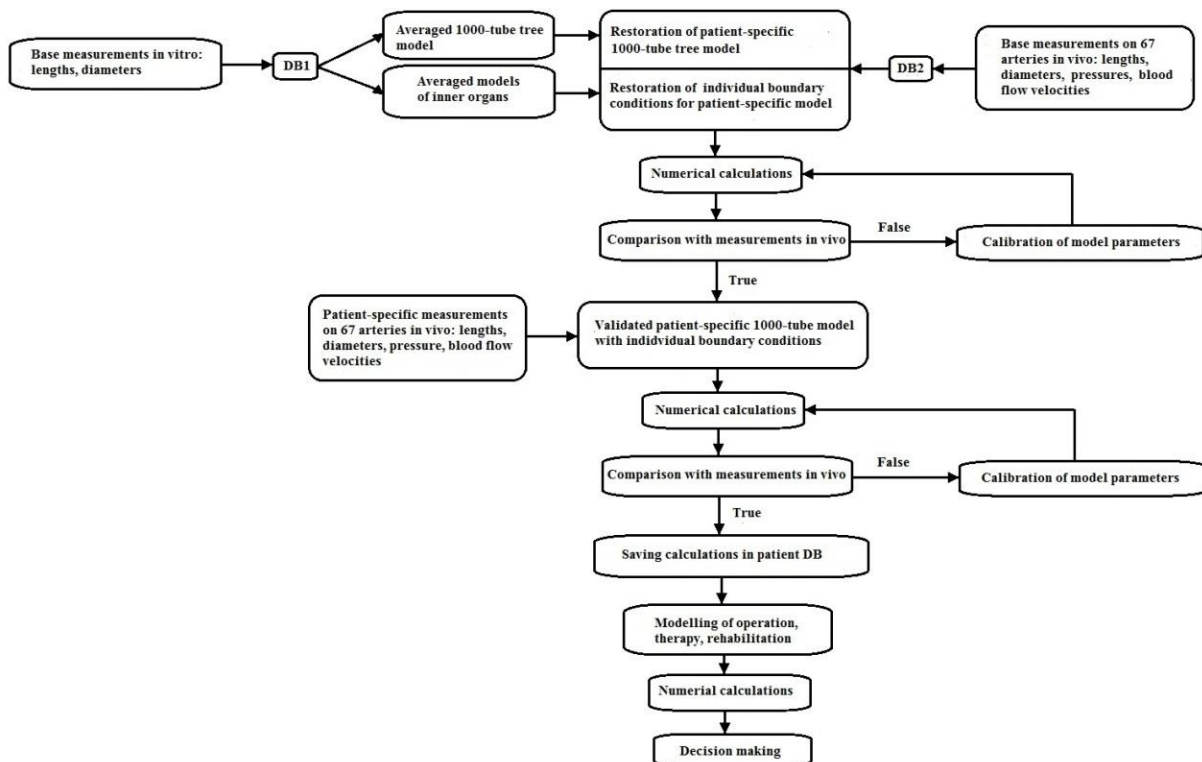 Base measurements in vitro:
lengths, diameters
DB1
Averaged 1000-tube tree
model
Averaged models
of inner organs
Restoration of patient-specific
1000-tube tree model
Restoration of individual boundary
conditions for patient-specific model
DB2
Base measurements on 67
arteries in vivo: lengths,
diameters, pressures, blood
flow velocities
Numerical calculations
Comparison with measurements in vivo
False
Calibration of model parameters
True
Patient-specific measurements
on 67 arteries in vivo: lengths,
diameters, pressure, blood flow
velocities
Validated patient-specific 1000-tube model
with indidvidual boundary conditions
Numerical calculations
Comparison with measurements in vivo
False
Calibration of model parameters
True
Saving calculations in patient DB
Modelling of operation,
therapy, rehabilitation
Numerial calculations
Decision making